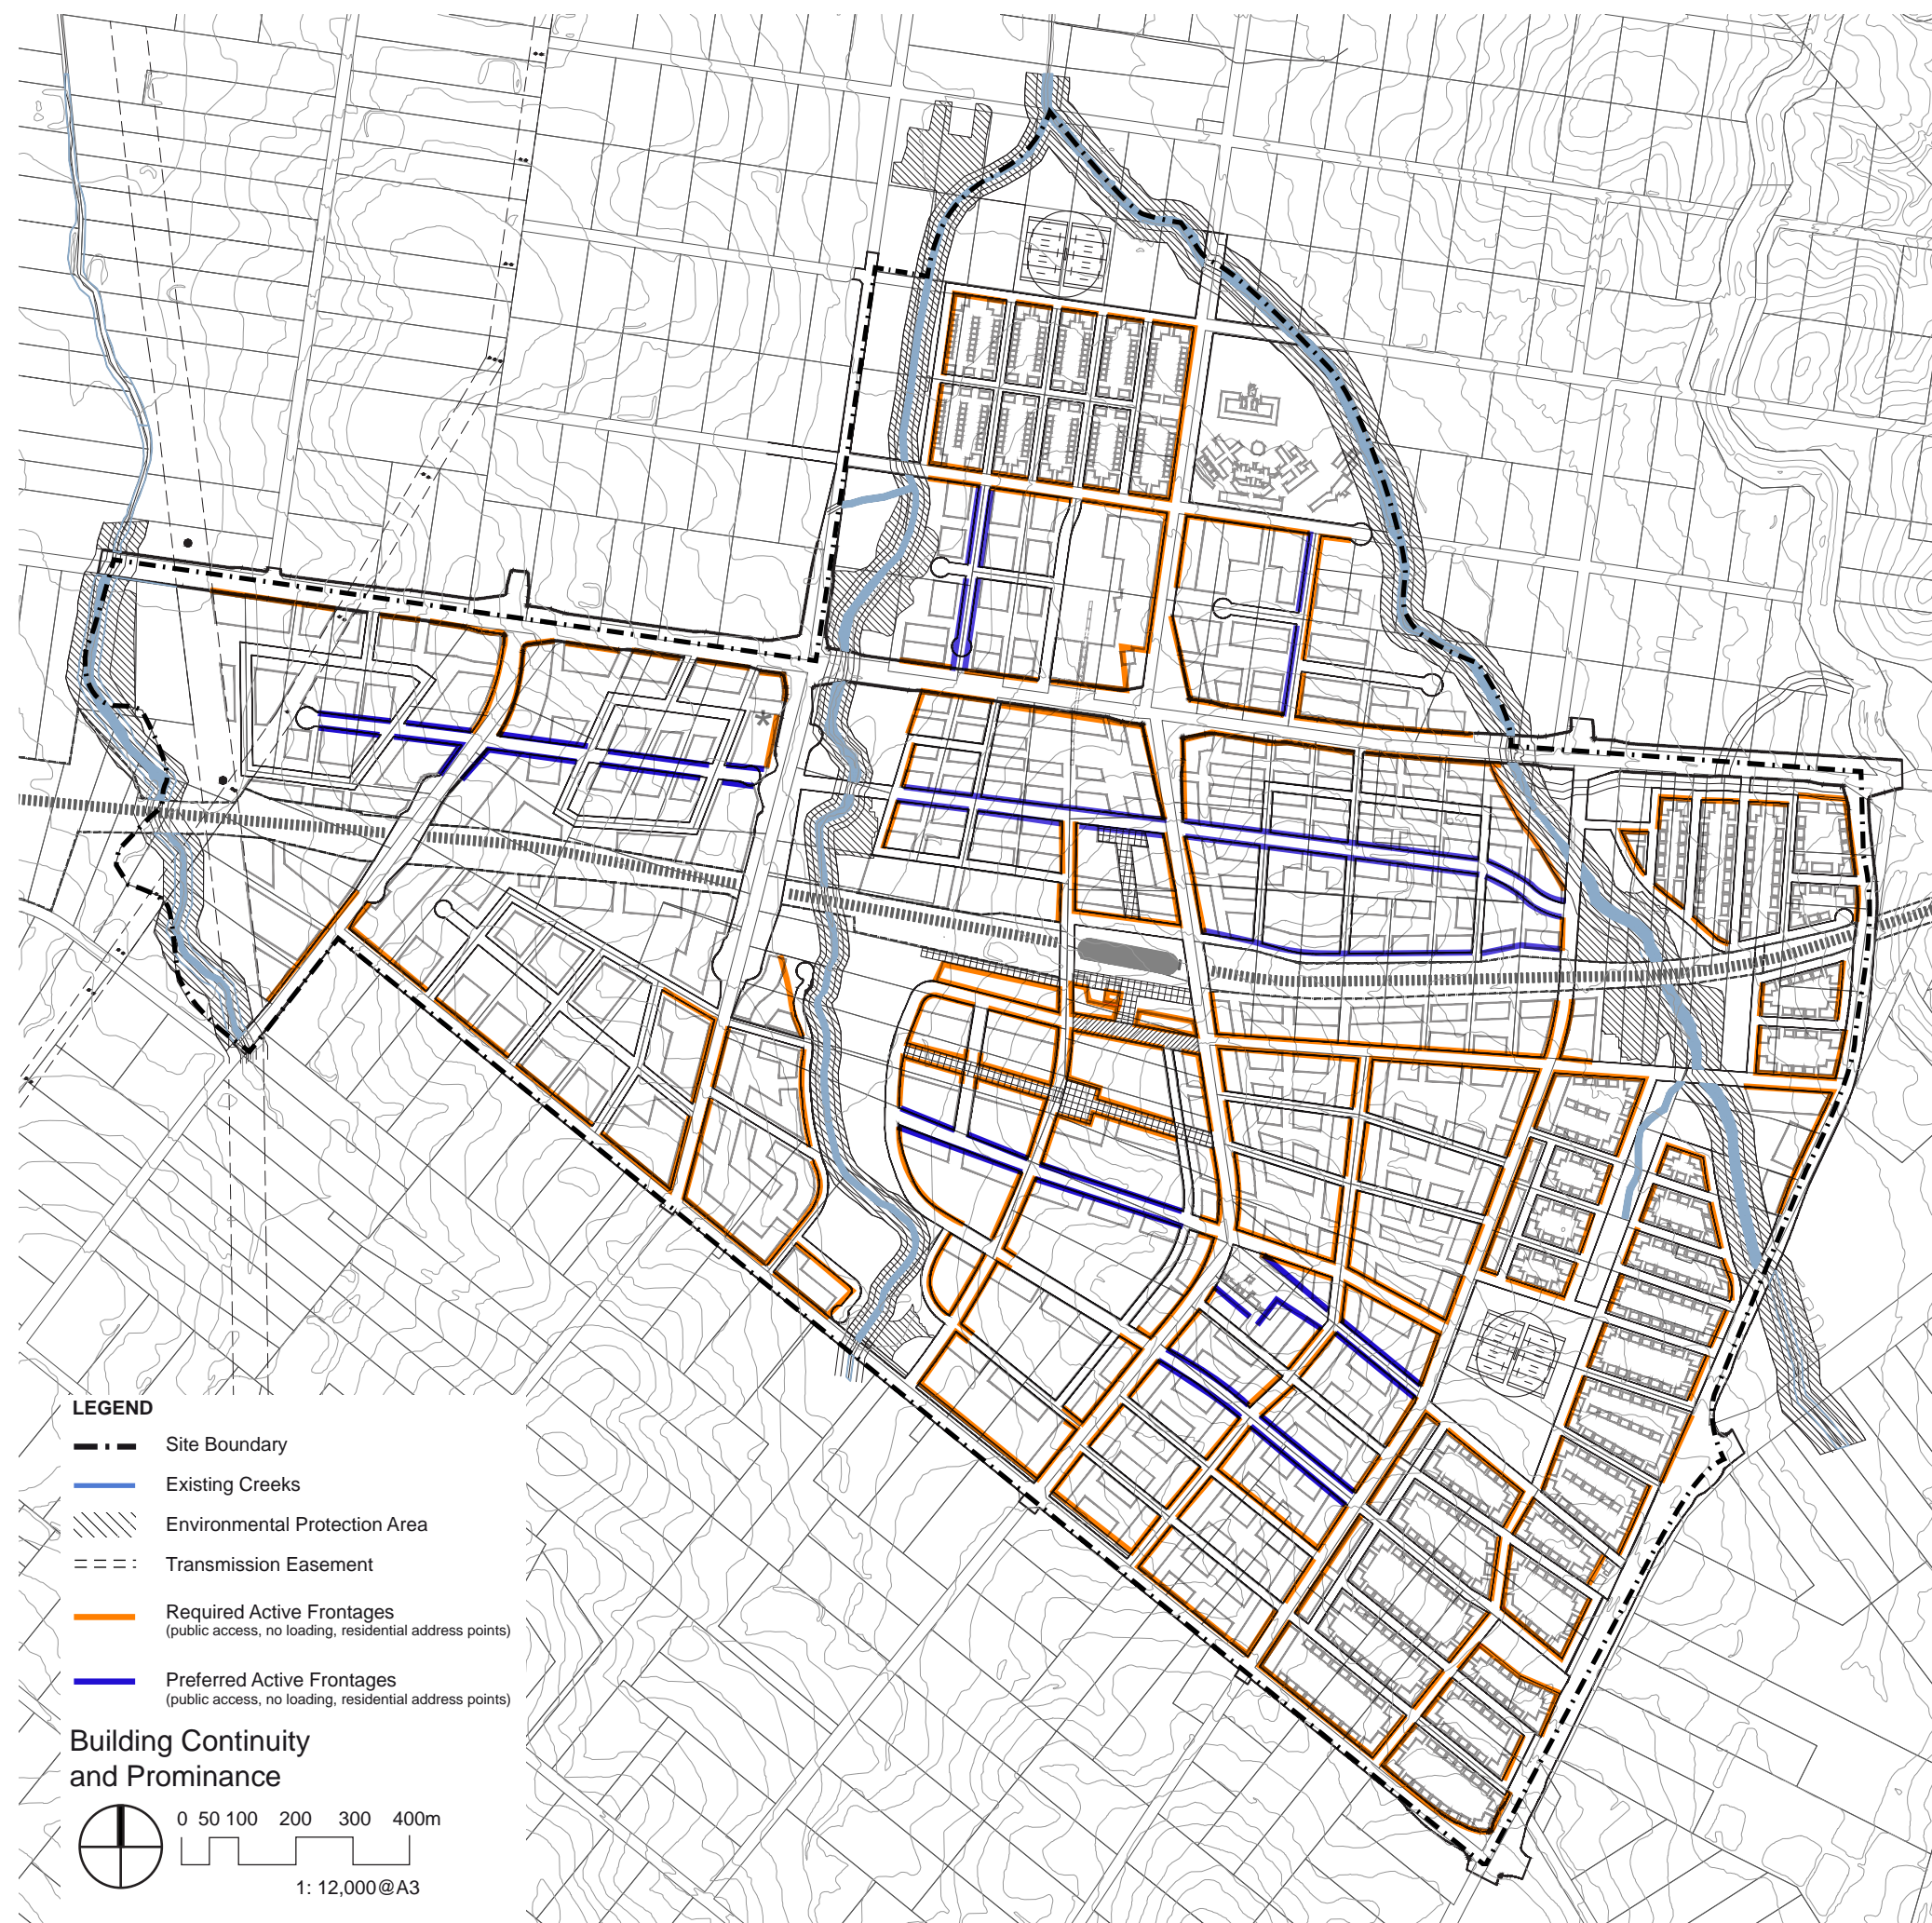 LEGEND
Site Boundary
Existing Creeks
Environmental Protection Area
Transmission Easement
Required Active Frontages
(public access, no loading, residential address points)
Preferred Active Frontages
(public access, no loading, residential address points)
Building Continuity
and Prominance
0 50 100 200 300 400m
1: 12,000@A3